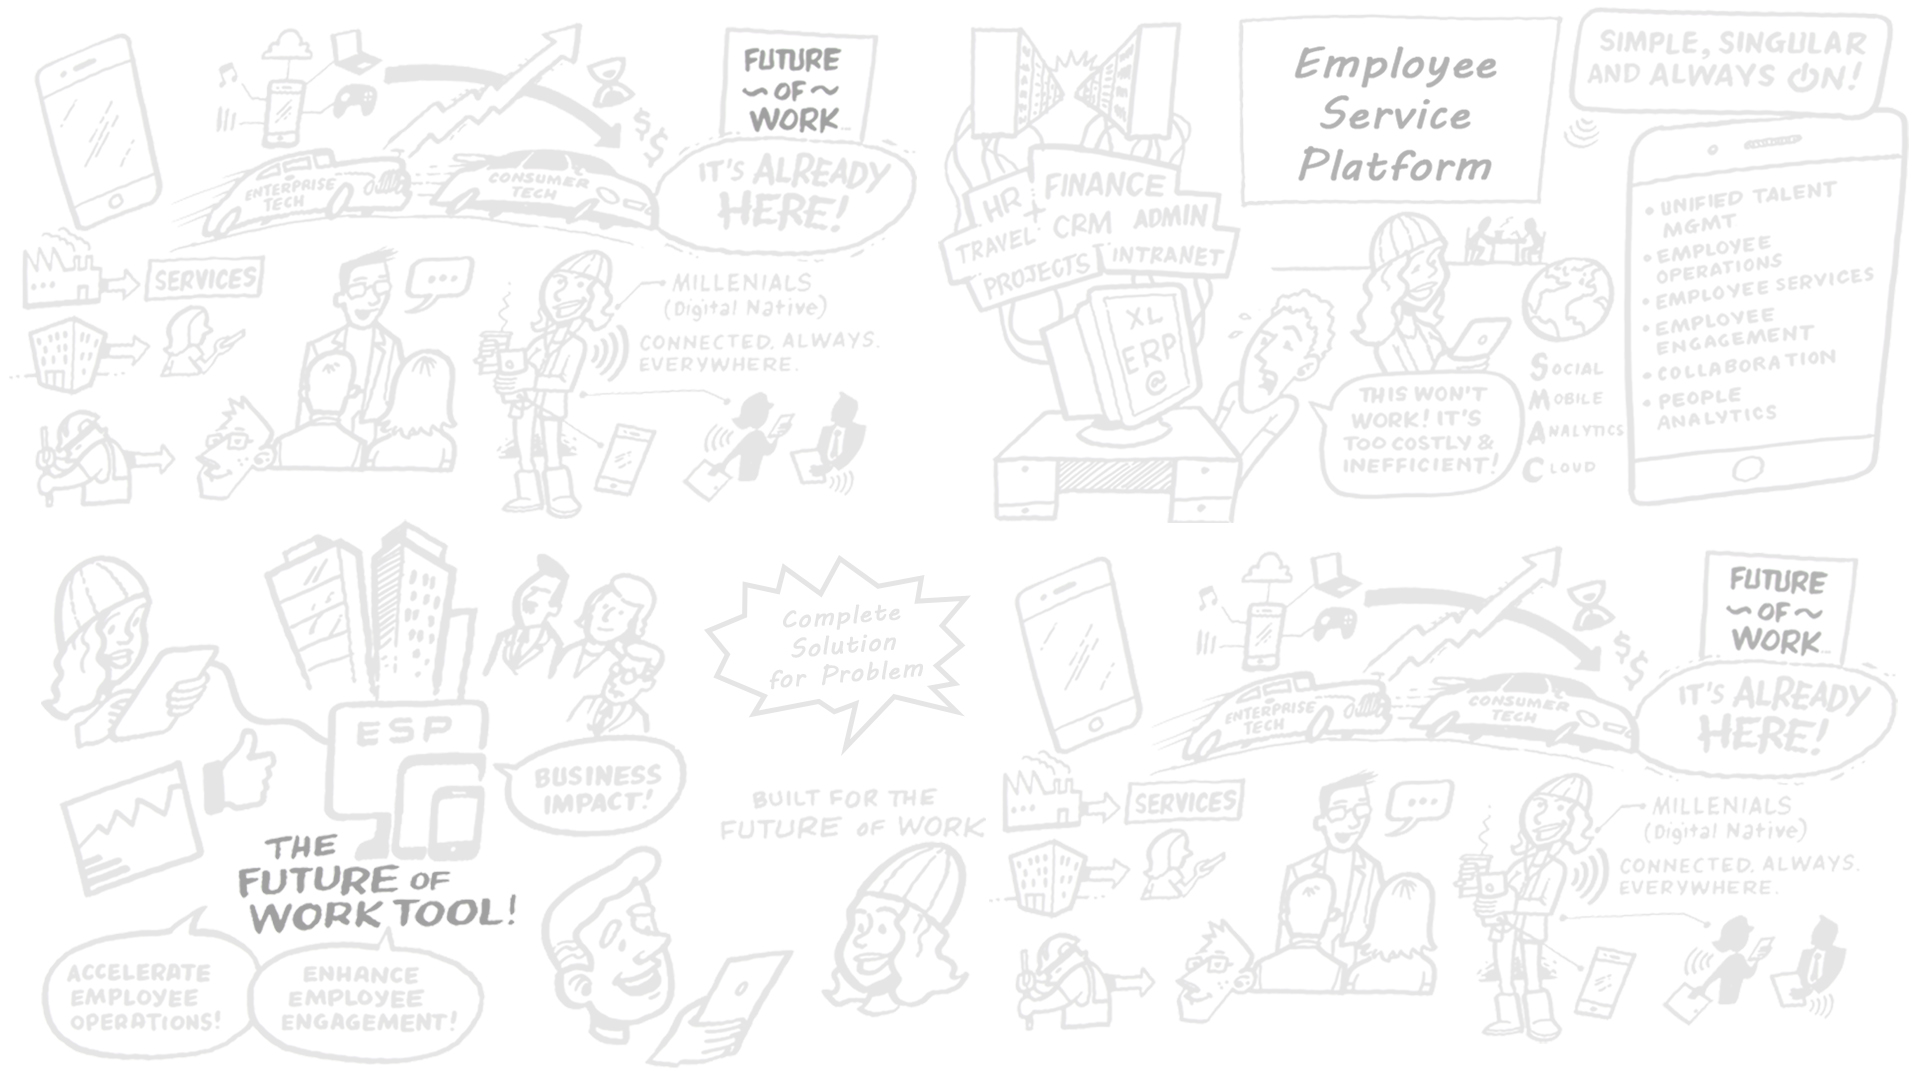 FUTURE
~ OF ~
WORK...
IT'S ALREADY
HERE!
ENTERPRISE
TECH
CONSUMER
TECH
$ $
SERVICES
MILLENIALS
(Digital Native)
CONNECTED. ALWAYS.
EVERYWHERE.
HR +
FINANCE
TRAVEL
CRM
ADMIN
PROJECTS
INTRANET
XL
ERP
@
Employee
Service
Platform
SIMPLE, SINGULAR
AND ALWAYS ON!
• UNIFIED TALENT
MGMT
• EMPLOYEE
OPERATIONS
• EMPLOYEE SERVICES
• EMPLOYEE
ENGAGEMENT
• COLLABORATION
• PEOPLE
ANALYTICS
THIS WON'T
WORK! IT'S
TOO COSTLY &
INEFFICIENT!
SOCIAL
MOBILE
ANALYTICS
CLOUD
ESP
BUSINESS
IMPACT!
THE
FUTURE OF
WORK TOOL!
ACCELERATE
EMPLOYEE
OPERATIONS!
ENHANCE
EMPLOYEE
ENGAGEMENT!
Complete
Solution
for Problem
BUILT FOR THE
FUTURE OF WORK
FUTURE
~ OF ~
WORK...
IT'S ALREADY
HERE!
ENTERPRISE
TECH
CONSUMER
TECH
$ $
SERVICES
MILLENIALS
(Digital Native)
CONNECTED. ALWAYS.
EVERYWHERE.